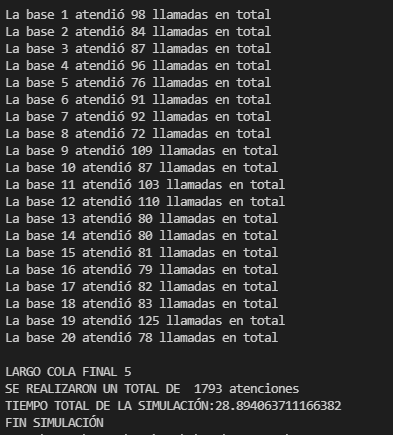 La base 1 atendió 98 llamadas en total
La base 2 atendió 84 llamadas en total
La base 3 atendió 87 llamadas en total
La base 4 atendió 96 llamadas en total
La base 5 atendió 76 llamadas en total
La base 6 atendió 91 llamadas en total
La base 7 atendió 92 llamadas en total
La base 8 atendió 72 llamadas en total
La base 9 atendió 109 llamadas en total
La base 10 atendió 87 llamadas en total
La base 11 atendió 103 llamadas en total
La base 12 atendió 110 llamadas en total
La base 13 atendió 80 llamadas en total
La base 14 atendió 80 llamadas en total
La base 15 atendió 81 llamadas en total
La base 16 atendió 79 llamadas en total
La base 17 atendió 82 llamadas en total
La base 18 atendió 83 llamadas en total
La base 19 atendió 125 llamadas en total
La base 20 atendió 78 llamadas en total

LARGO COLA FINAL 5
SE REALIZARON UN TOTAL DE  1793 atenciones
TIEMPO TOTAL DE LA SIMULACIÓN:28.894063711166382
FIN SIMULACIÓN